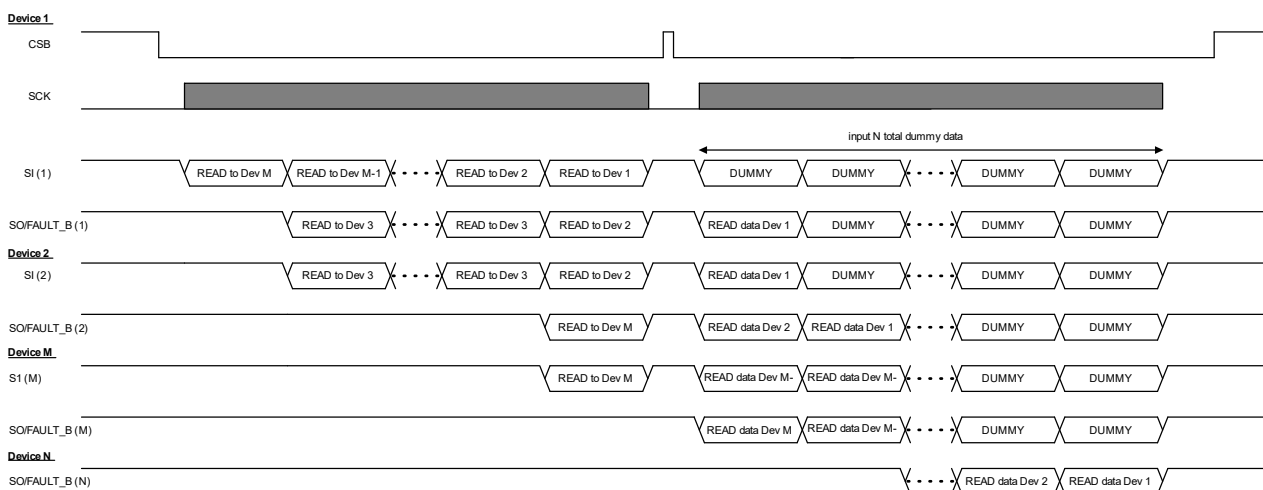 Device 1
CSB
SCK
input N total dummy data
SI (1) READ to Dev M READ to Dev M-1 READ to Dev 2 READ to Dev 1 DUMMY DUMMY DUMMY DUMMY
SO/FAULT_B (1) READ to Dev 3 READ to Dev 3 READ to Dev 2 READ data Dev 1 DUMMY DUMMY DUMMY
Device 2
SI (2) READ to Dev 3 READ to Dev 3 READ to Dev 2 READ data Dev 1 DUMMY DUMMY DUMMY
SO/FAULT_B (2) READ to Dev M READ data Dev 2 READ data Dev 1 DUMMY DUMMY
Device M
S1 (M) READ to Dev M READ data Dev M- READ data Dev M- DUMMY DUMMY
SO/FAULT_B (M) READ data Dev M READ data Dev M- DUMMY DUMMY
Device N
SO/FAULT_B (N) READ data Dev 2 READ data Dev 1